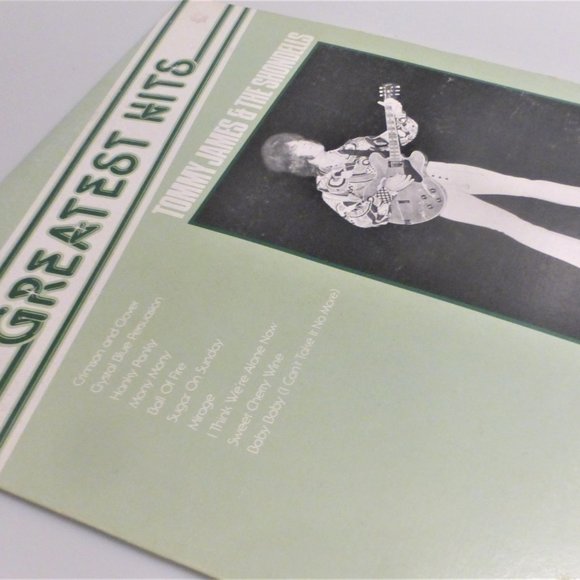 GREATEST HITS
TOMMY JAMES & THE SHONDELLS
Crimson and Clover
Crystal Blue Persuasion
Hanky Panky
Mony Mony
Ball Of Fire
Sugar On Sunday
Mirage
I Think We're Alone Now
Sweet Cherry Wine
Baby Baby (I Can't Take It No More)